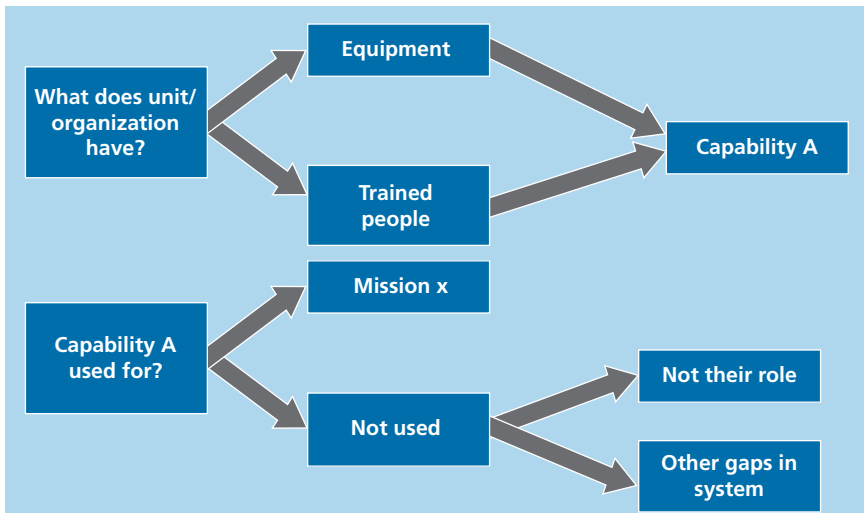 What does unit/
organization
have?
Equipment
Trained
people
Capability A
Capability A
used for?
Mission x
Not used
Not their role
Other gaps in
system